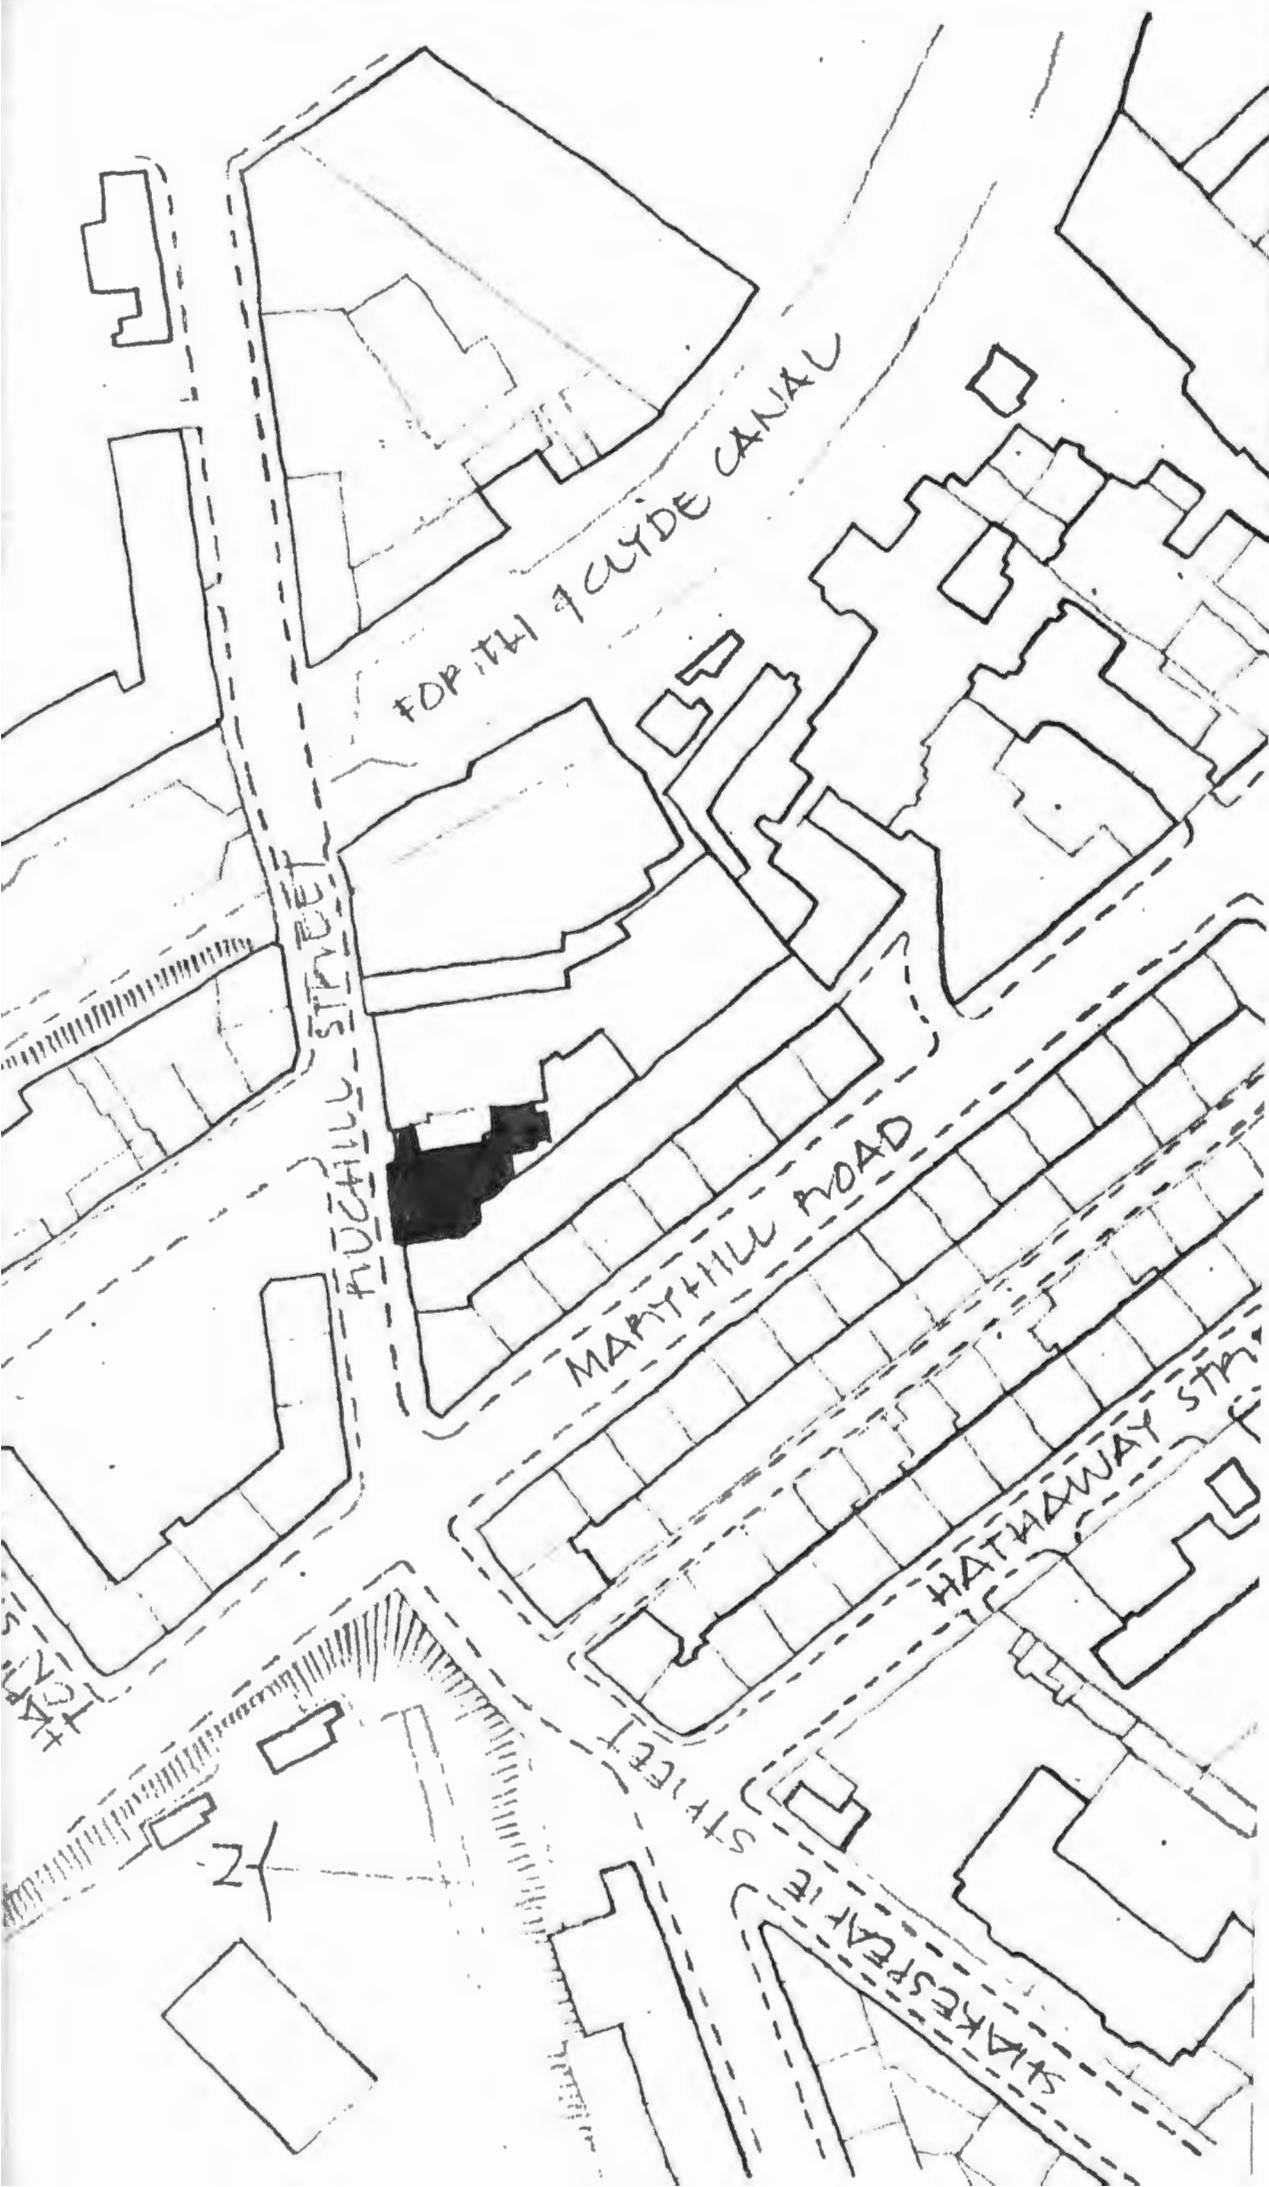 FORTH & CLYDE CANAL
RUCHILL STREET
MARYHILL ROAD
HATHAWAY STR
SHAKESPEARE STREET
N